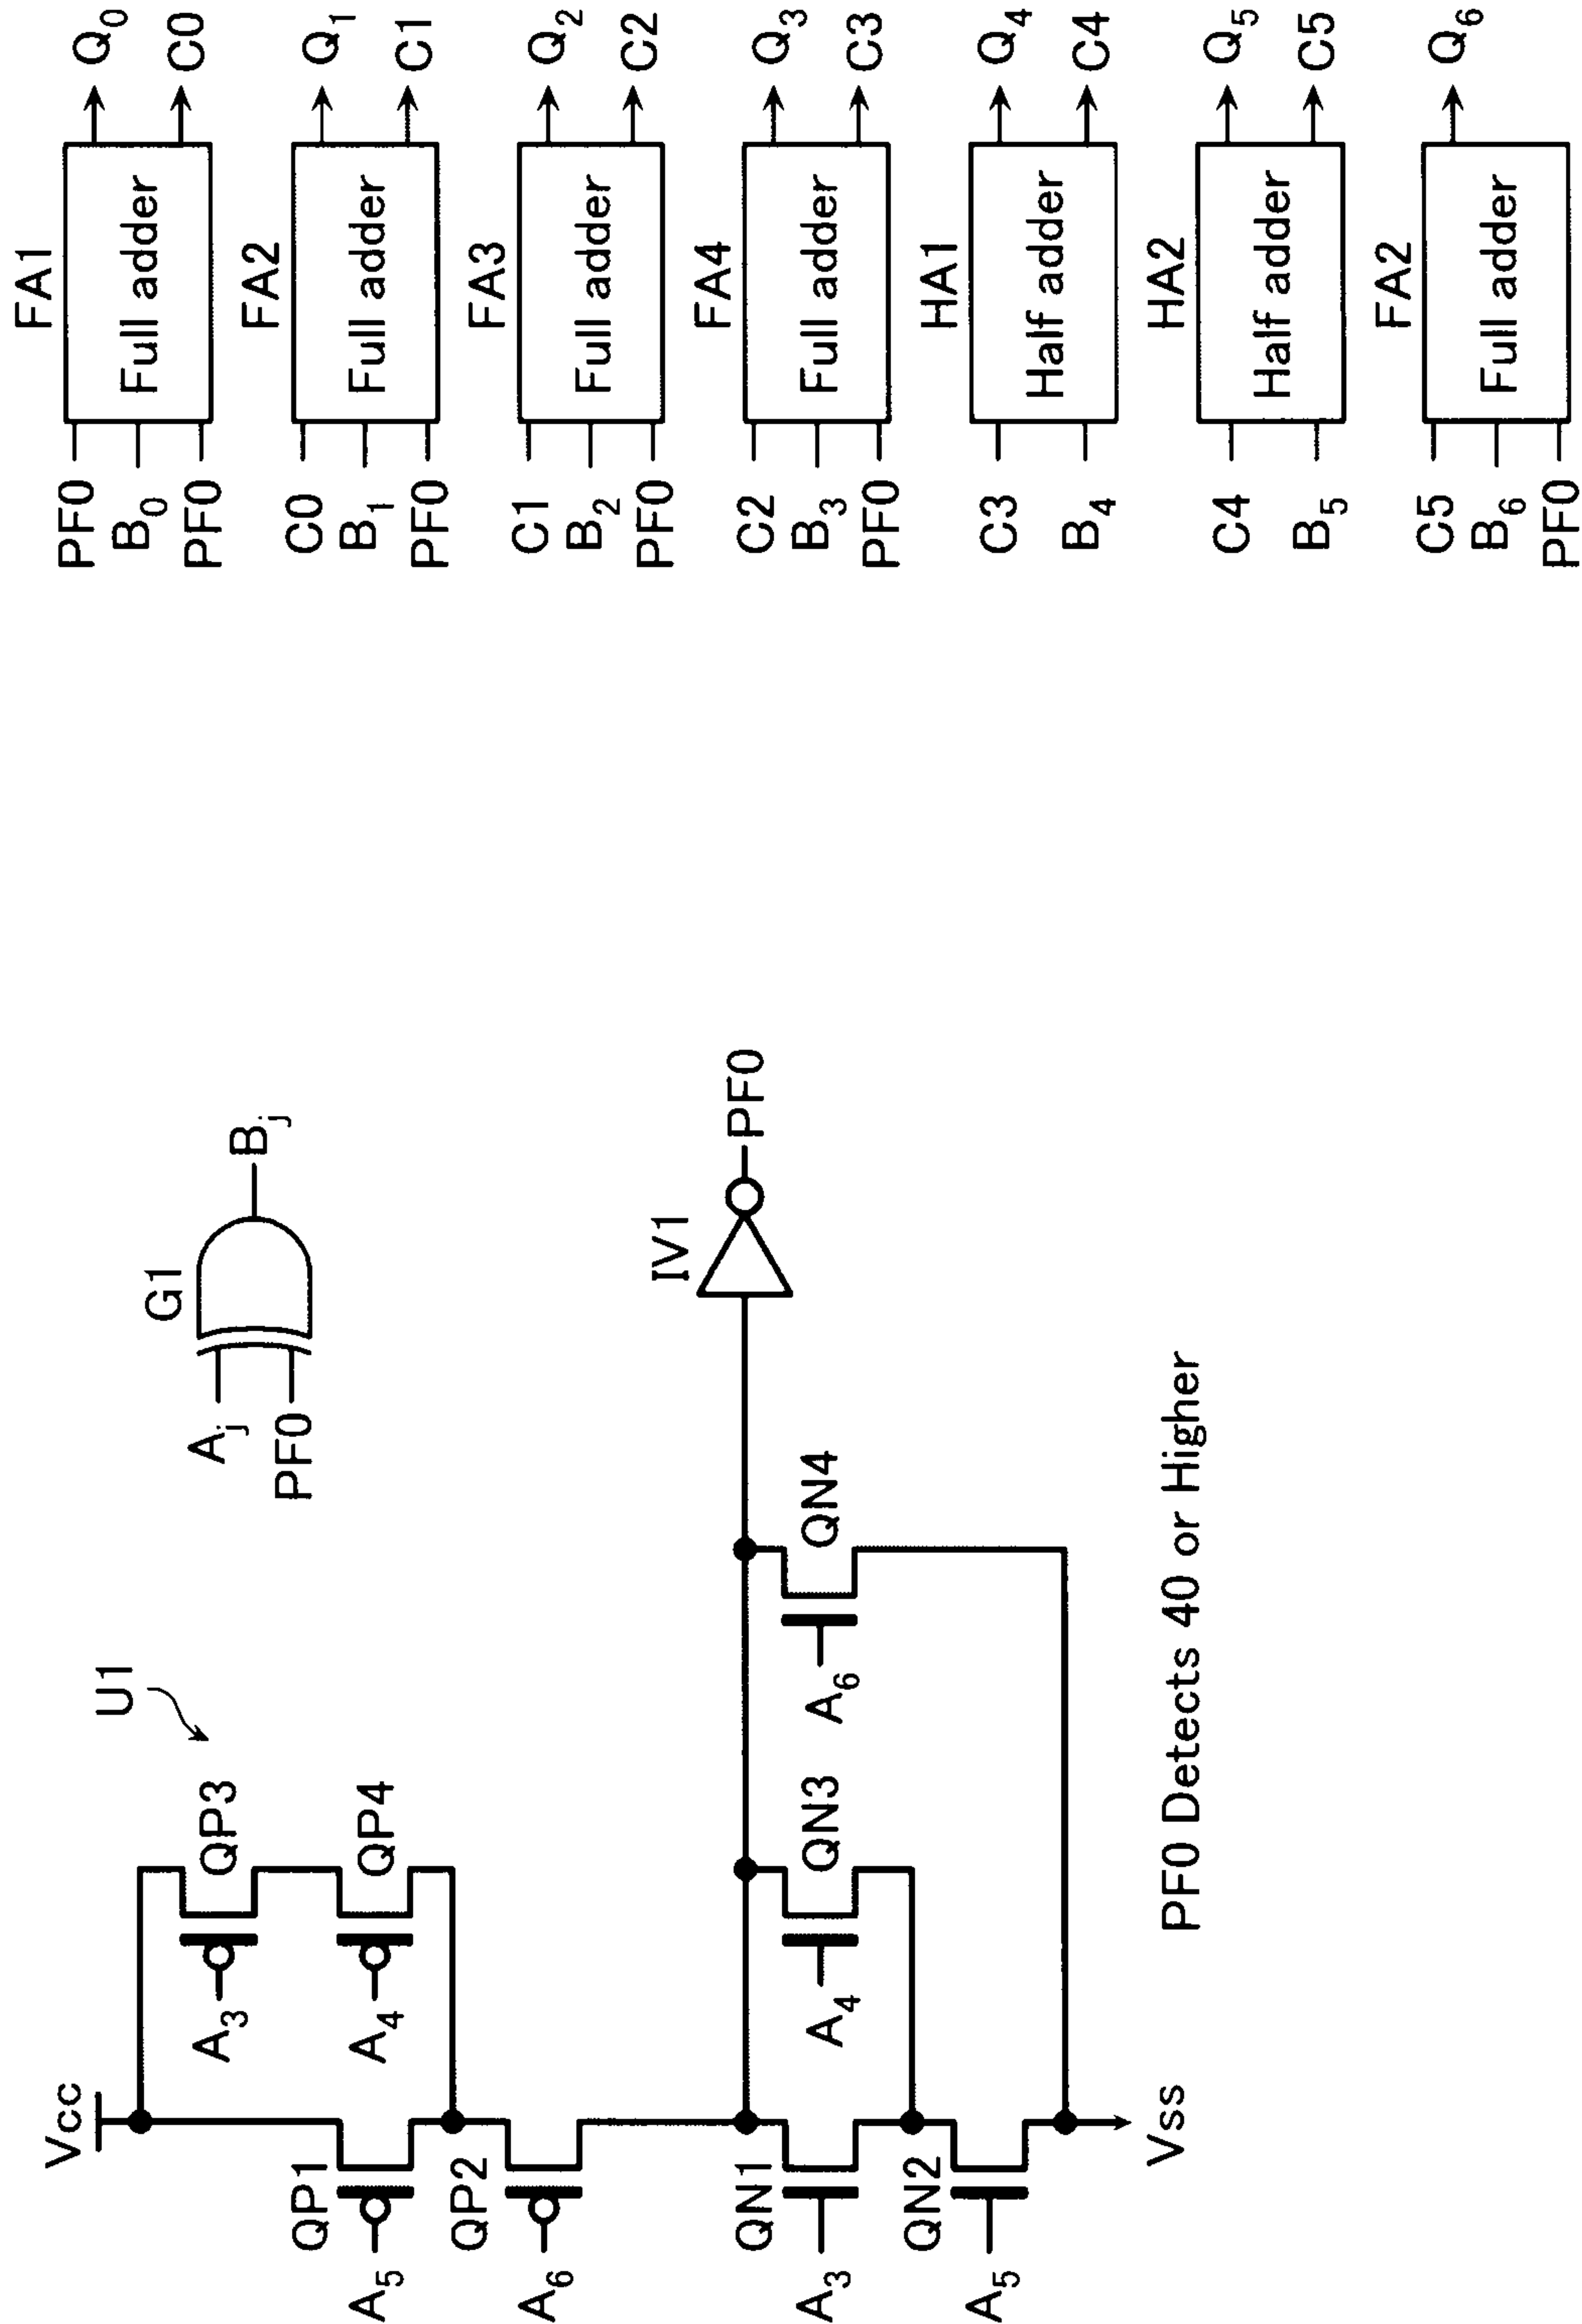 U1
Vcc
QP1
A5
QP2
A6
QP3
A3
QP4
A4
QN1
A3
QN2
A5
QN3
A4
QN4
A6
Vss
IV1
PF0
G1
Aj
PF0
Bj
PF0 Detects 40 or Higher
FA1
PF0
B0
PF0
Full adder
Q0
C0
FA2
C0
B1
PF0
Full adder
Q1
C1
FA3
C1
B2
PF0
Full adder
Q2
C2
FA4
C2
B3
PF0
Full adder
Q3
C3
HA1
C3
B4
Half adder
Q4
C4
HA2
C4
B5
Half adder
Q5
C5
FA2
C5
B6
PF0
Full adder
Q6